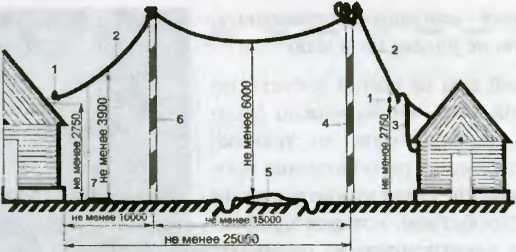 2
2
1
1
3
6
4
не менее 2750
не менее 3900
не менее 6000
не менее 2750
7
5
не менее 10000
не менее 15000
не менее 25000